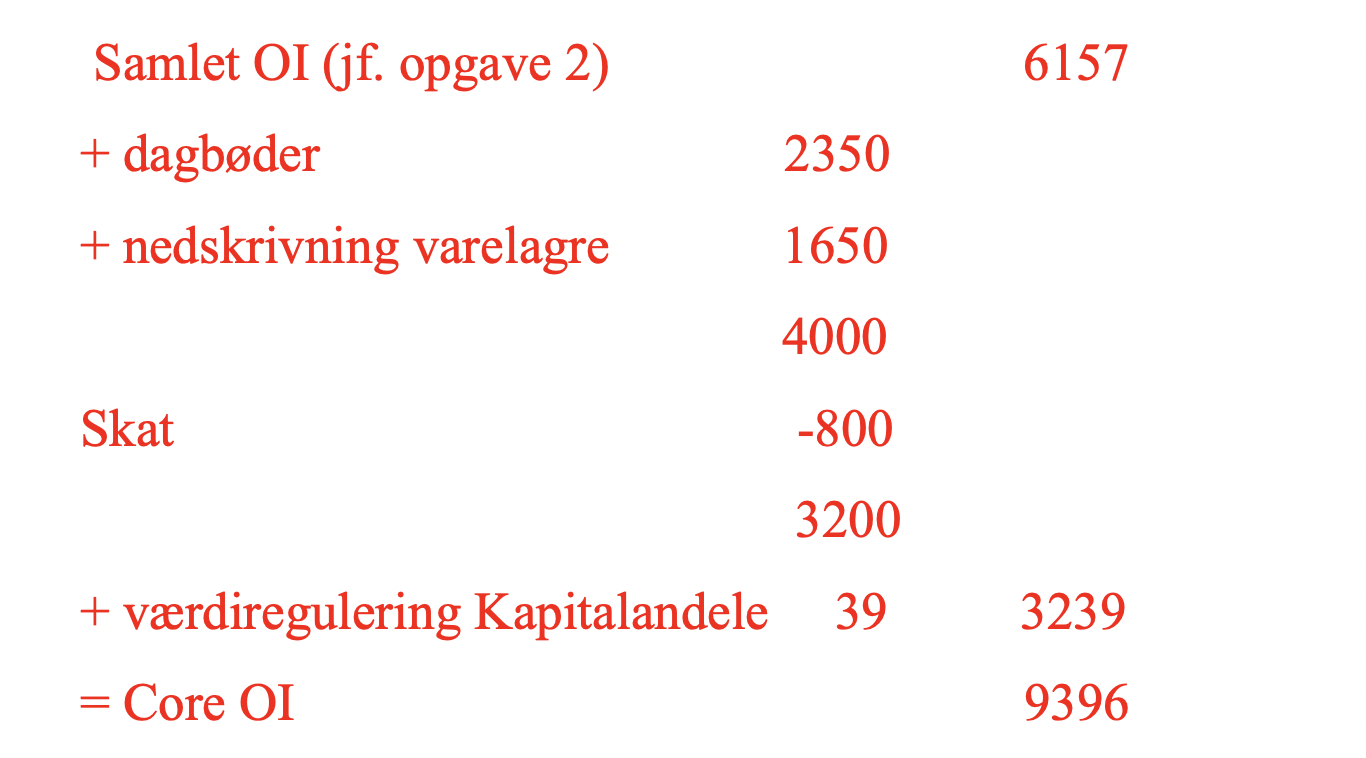 Samlet OI (jf. opgave 2) 6157
+ dagbøder 2350
+ nedskrivning varelagre 1650
4000
Skat -800
3200
+ værdiregulering Kapitalandele 39 3239
= Core OI 9396